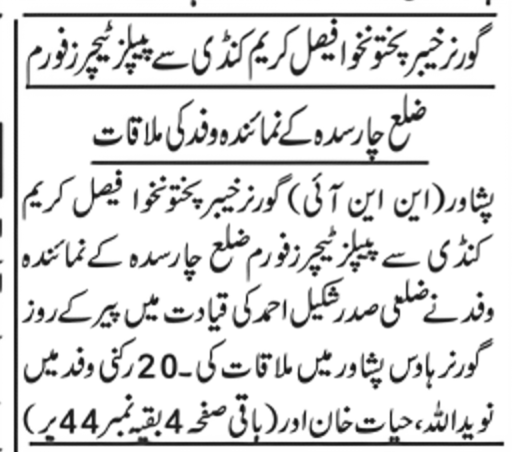 گورنر خیبر پختونخوا فیصل کریم کنڈی سے پیپلز ٹیچرز فورم
ضلع چارسدہ کے نمائندہ وفد کی ملاقات
پشاور(این این آئی) گورنر خیبر پختونخوا فیصل کریم
کنڈی سے پیپلز ٹیچرز فورم ضلع چارسدہ کے نمائندہ
وفد نے ضلعی صدر شکیل احمد کی قیادت میں پیر کے روز
گورنر ہاوس پشاور میں ملاقات کی۔20 رکنی وفد میں
نوید اللہ، حیات خان اور (باقی صفحہ 4 بقیہ نمبر 44 پر)